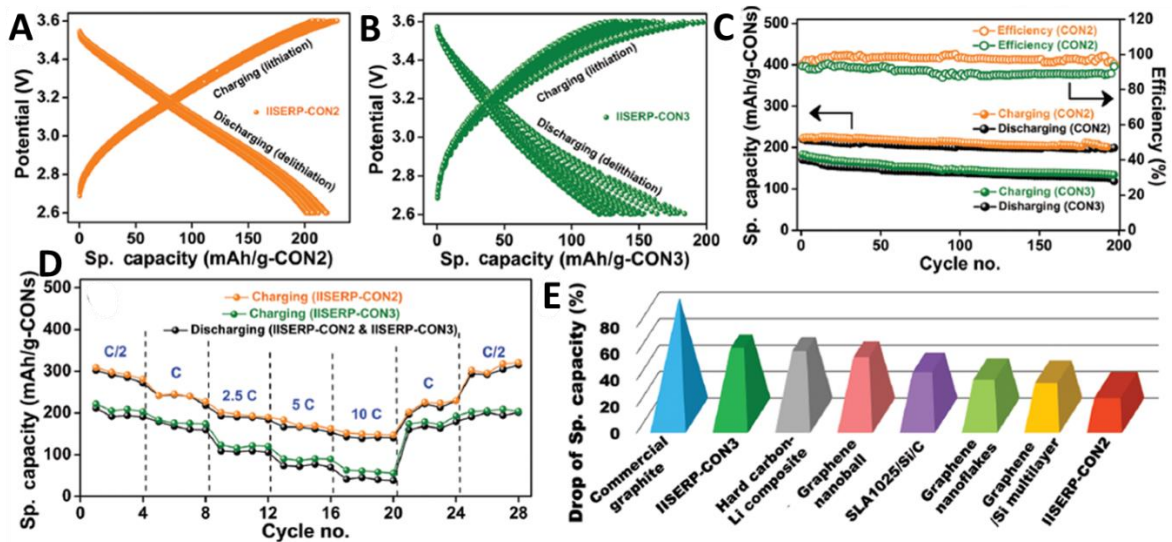 A
3.6
3.4
3.2
3.0
2.8
2.6
Potential (V)
Charging (lithiation)
IISERP-CON2
Discharging (delithiation)
0 40 80 120 160 200
Sp. capacity (mAh/g-CON2)
B
3.6
3.4
3.2
3.0
2.8
2.6
Potential (V)
Charging (lithiation)
IISERP-CON3
Discharging (delithiation)
0 50 100 150 200
Sp. capacity (mAh/g-CON3)
C
500
400
300
200
100
0
Sp. capacity (mAh/g-CONs)
Efficiency (CON2)
Efficiency (CON2)
Charging (CON2)
Discharging (CON2)
Charging (CON3)
Disharging (CON3)
120
100
80
60
40
20
0
Efficiency (%)
0 50 100 150 200
Cycle no.
D
500
400
300
200
100
0
Sp. capacity (mAh/g-CONs)
Charging (IISERP-CON2)
Charging (IISERP-CON3)
Discharging (IISERP-CON2 & IISERP-CON3)
C/2
C
2.5 C
5 C
10 C
C
C/2
0 4 8 12 16 20 24 28
Cycle no.
E
Drop of Sp. capacity (%)
80
60
40
20
0
Commercial
graphite
IISERP-CON3
Hard carbon-
Li composite
Graphene
nanoball
SLA1025/Si/C
Graphene
nanoflakes
Graphene
/Si multilayer
IISERP-CON2